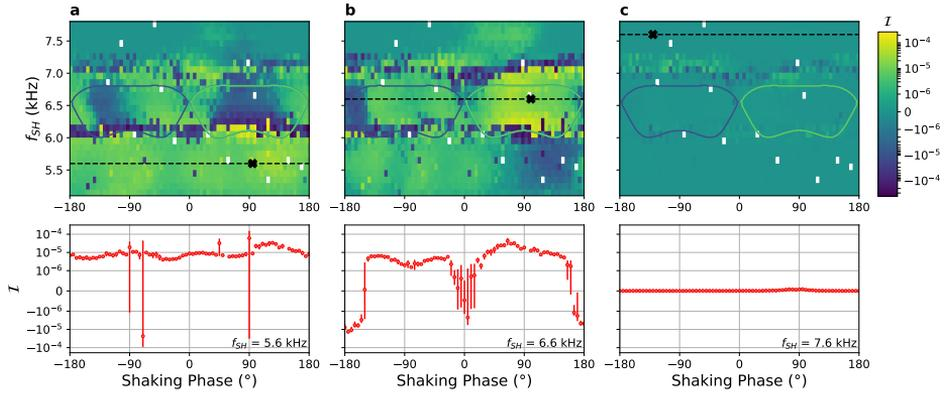 a
b
c
7.5
7.0
6.5
6.0
5.5
f_SH (kHz)
−180 −90 0 90 180
−180 −90 0 90 180
−180 −90 0 90 180
𝓘
10⁻⁴
10⁻⁵
10⁻⁶
0
−10⁻⁶
−10⁻⁵
−10⁻⁴
𝓘
10⁻⁴
10⁻⁵
10⁻⁶
0
−10⁻⁶
−10⁻⁵
−10⁻⁴
f_SH = 5.6 kHz
f_SH = 6.6 kHz
f_SH = 7.6 kHz
−180 −90 0 90 180
−180 −90 0 90 180
−180 −90 0 90 180
Shaking Phase (°)
Shaking Phase (°)
Shaking Phase (°)